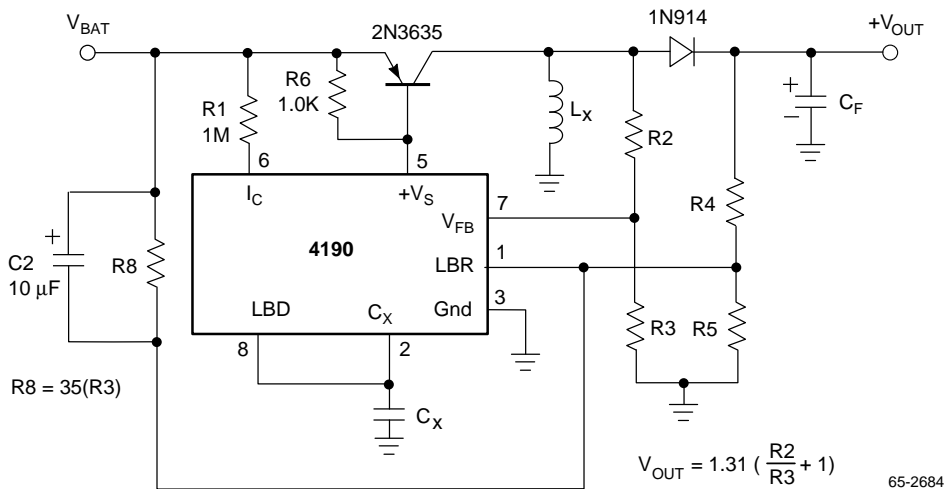 V_BAT
2N3635
1N914
+V_OUT
R6
1.0K
R1
1M
L_X
R2
+
−
C_F
6
5
I_C
+V_S
7
V_FB
R4
+
C2
10 µF
R8
4190
1
LBR
LBD
C_X
Gnd
3
R3
R5
8
2
R8 = 35(R3)
C_X
V_OUT = 1.31 ( R2/R3 + 1)
65-2684